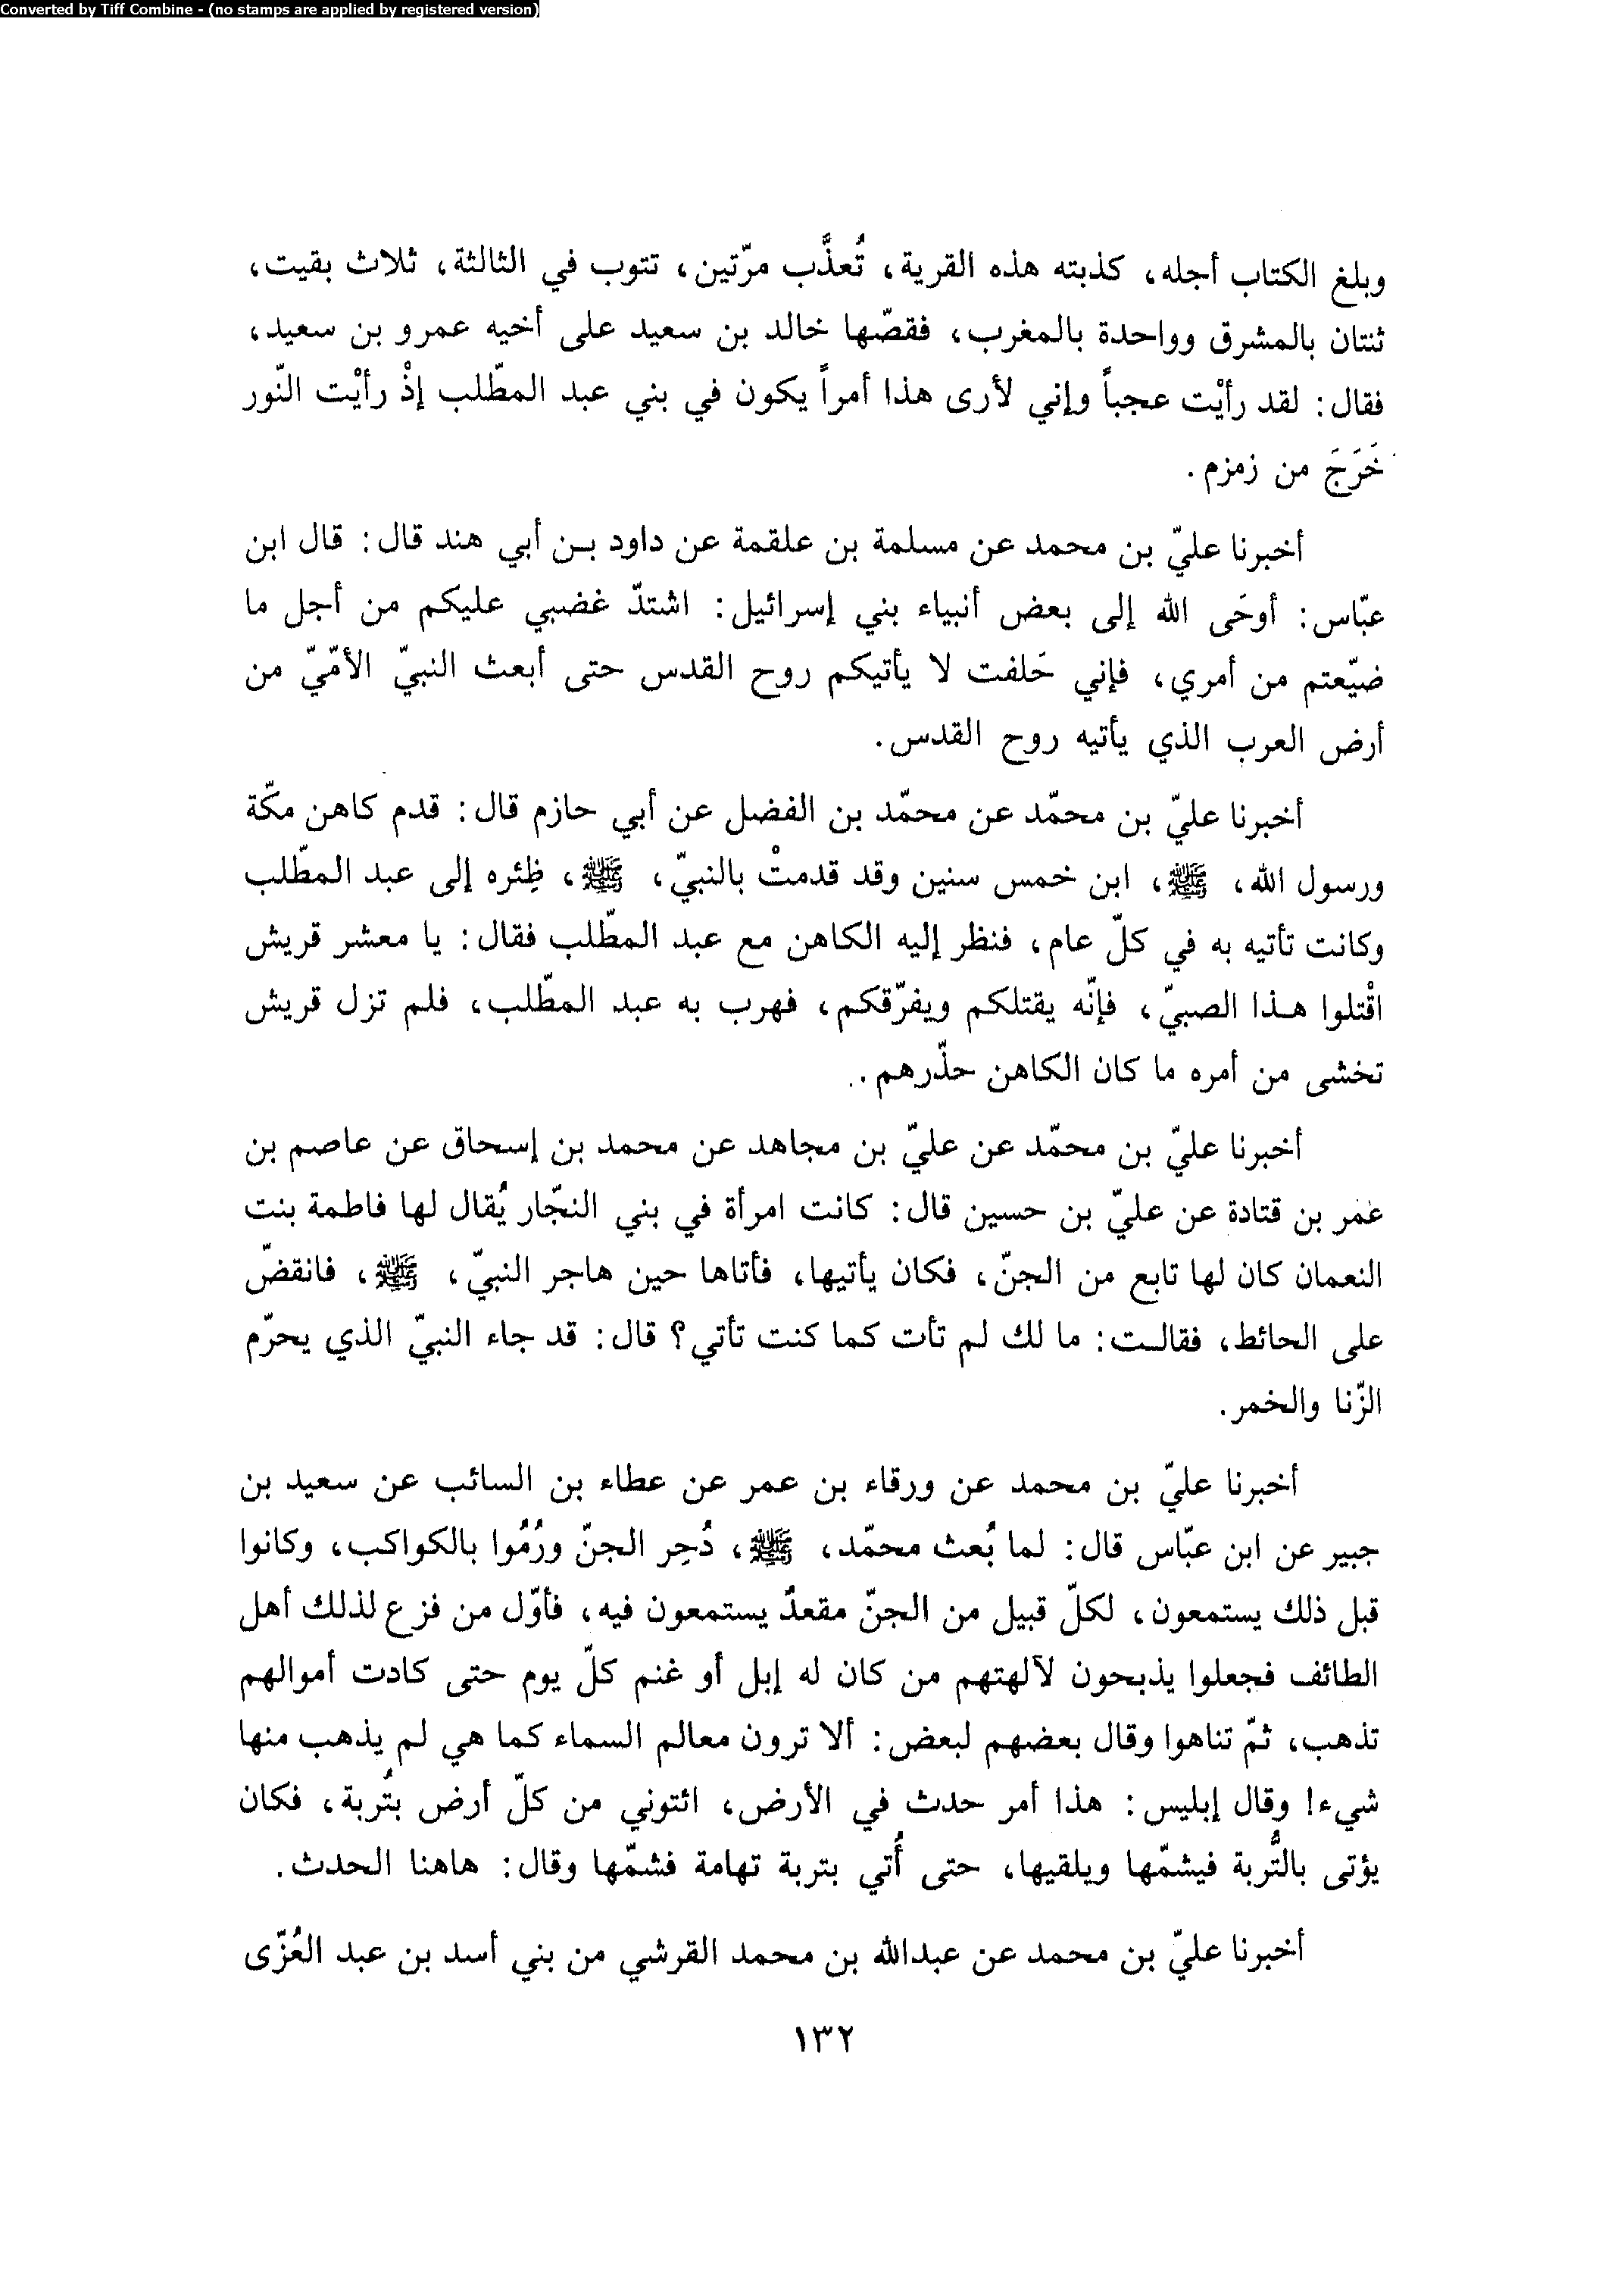 Converted by Tiff Combine - (no stamps are applied by registered version)
وبلغ الكتاب أجله، كذبته هذه القرية، تُعذَّب مرّتين، تتوب في الثالثة، ثلاث بقيت،
ثنتان بالمشرق وواحدة بالمغرب، فقصّها خالد بن سعيد على أخيه عمرو بن سعيد،
فقال: لقد رأيْت عجباً وإني لأرى هذا أمراً يكون في بني عبد المطّلب إذْ رأيْت النّور
خَرَجَ من زمزم.
أخبرنا عليّ بن محمد عن مسلمة بن علقمة عن داود بـن أبي هند قال: قال ابن
عبّاس: أوحَى الله إلى بعض أنبياء بني إسرائيل: اشتدّ غضبي عليكم من أجل ما
ضيّعتم من أمري، فإني حَلفت لا يأتيكم روح القدس حتى أبعث النبيّ الأمّيّ من
أرض العرب الذي يأتيه روح القدس.
أخبرنا عليّ بن محمّد عن محمّد بن الفضل عن أبي حازم قال: قدم كاهن مكّة
ورسول الله، ﷺ، ابن خمس سنين وقد قدمتْ بالنبيّ، ﷺ، ظِئره إلى عبد المطّلب
وكانت تأتيه به في كلّ عام، فنظر إليه الكاهن مع عبد المطّلب فقال: يا معشر قريش
اقْتلوا هـذا الصبيّ، فإنّه يقتلكم ويفرّقكم، فهرب به عبد المطّلب، فلم تزل قريش
تخشى من أمره ما كان الكاهن حذّرهم.
أخبرنا عليّ بن محمّد عن عليّ بن مجاهد عن محمد بن إسحاق عن عاصم بن
عمر بن قتادة عن عليّ بن حسين قال: كانت امرأة في بني النجّار يُقال لها فاطمة بنت
النعمان كان لها تابع من الجنّ، فكان يأتيها، فأتاها حين هاجر النبيّ، ﷺ، فانقضّ
على الحائط، فقالـت: ما لك لم تأت كما كنت تأتي؟ قال: قد جاء النبيّ الذي يحرّم
الزّنا والخمر.
أخبرنا عليّ بن محمد عن ورقاء بن عمر عن عطاء بن السائب عن سعيد بن
جبير عن ابن عبّاس قال: لما بُعث محمّد، ﷺ، دُحِر الجنّ ورُمُوا بالكواكب، وكانوا
قبل ذلك يستمعون، لكلّ قبيل من الجنّ مقعدٌ يستمعون فيه، فأوّل من فزع لذلك أهل
الطائف فجعلوا يذبحون لآلهتهم من كان له إبل أو غنم كلّ يوم حتى كادت أموالهم
تذهب، ثمّ تناهوا وقال بعضهم لبعض: ألا ترون معالم السماء كما هي لم يذهب منها
شيء! وقال إبليس: هذا أمر حدث في الأرض، ائتوني من كلّ أرض بتُربة، فكان
يؤتى بالتُّربة فيشمّها ويلقيها، حتى أُتي بتربة تهامة فشمّها وقال: هاهنا الحدث.
أخبرنا عليّ بن محمد عن عبدالله بن محمد القرشي من بني أسد بن عبد العُزّى
١٣٢